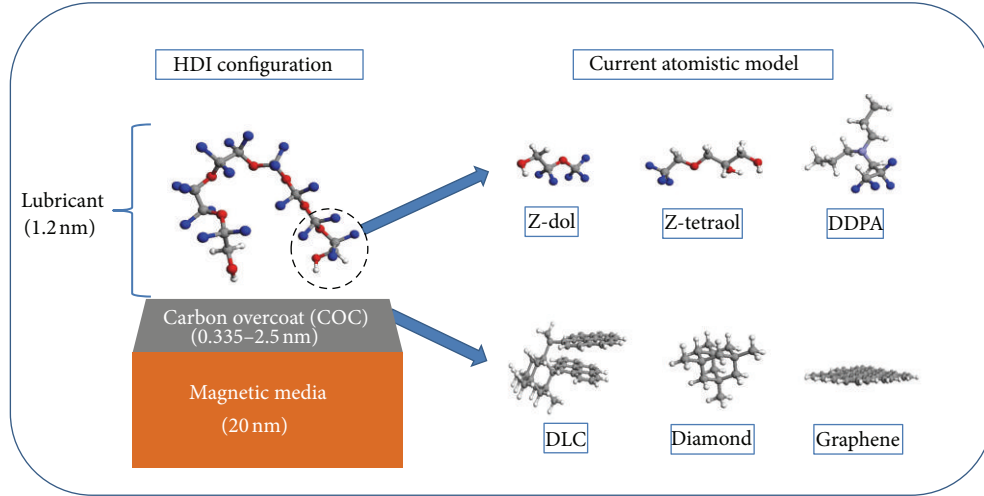 HDI configuration
Current atomistic model
Lubricant
(1.2 nm)
Z-dol
Z-tetraol
DDPA
Carbon overcoat (COC)
(0.335–2.5 nm)
Magnetic media
(20 nm)
DLC
Diamond
Graphene